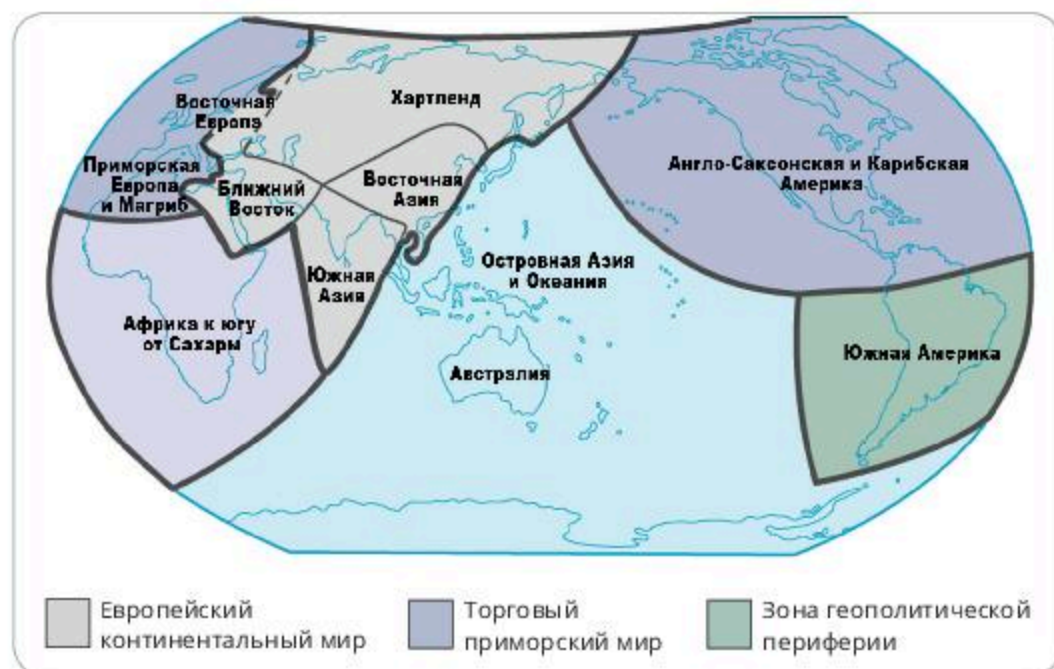 Восточная
Европа
Хартленд
Приморская
Европа
и Магриб
Ближний
Восток
Восточная
Азия
Англо-Саксонская и Карибская
Америка
Южная
Азия
Островная Азия
и Океания
Африка к югу
от Сахары
Австралия
Южная Америка
Европейский
континентальный мир
Торговый
приморский мир
Зона геополитической
периферии